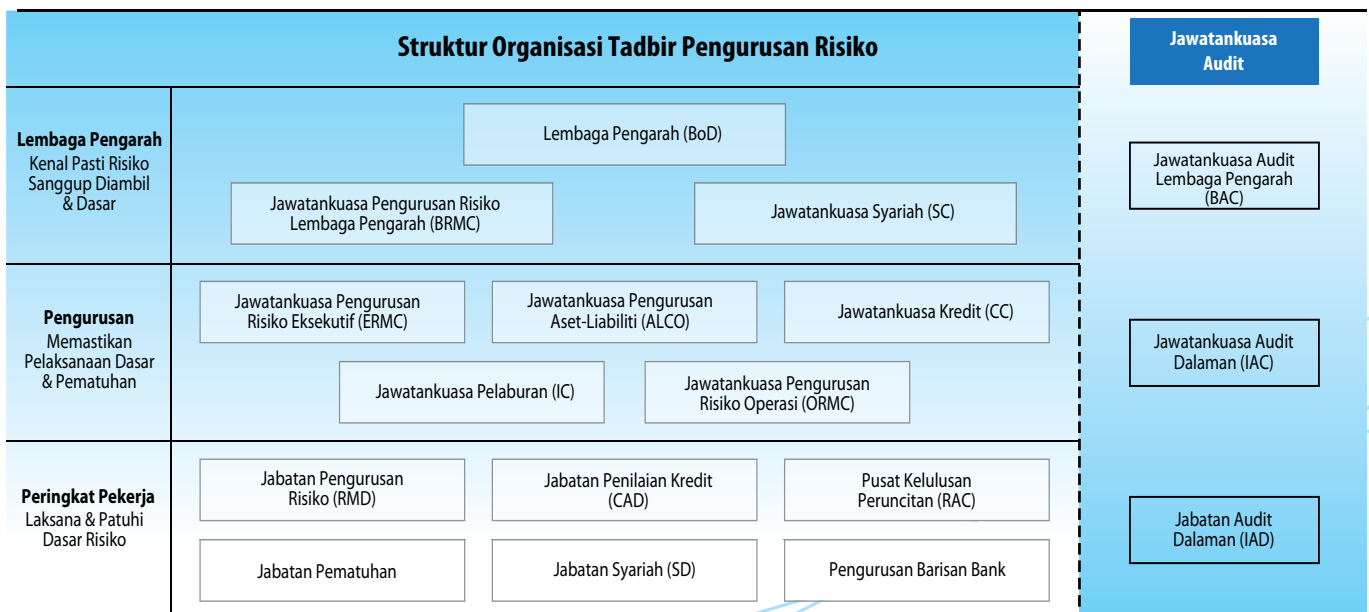 Struktur Organisasi Tadbir Pengurusan Risiko
Jawatankuasa
Audit
Lembaga Pengarah
Kenal Pasti Risiko
Sanggup Diambil
& Dasar
Lembaga Pengarah (BoD)
Jawatankuasa Pengurusan Risiko
Lembaga Pengarah (BRMC)
Jawatankuasa Syariah (SC)
Jawatankuasa Audit
Lembaga Pengarah
(BAC)
Pengurusan
Memastikan
Pelaksanaan Dasar
& Pematuhan
Jawatankuasa Pengurusan
Risiko Eksekutif (ERMC)
Jawatankuasa Pengurusan
Aset-Liabiliti (ALCO)
Jawatankuasa Kredit (CC)
Jawatankuasa Pelaburan (IC)
Jawatankuasa Pengurusan
Risiko Operasi (ORMC)
Jawatankuasa Audit
Dalaman (IAC)
Peringkat Pekerja
Laksana & Patuhi
Dasar Risiko
Jabatan Pengurusan
Risiko (RMD)
Jabatan Penilaian Kredit
(CAD)
Pusat Kelulusan
Peruncitan (RAC)
Jabatan Pematuhan
Jabatan Syariah (SD)
Pengurusan Barisan Bank
Jabatan Audit
Dalaman (IAD)